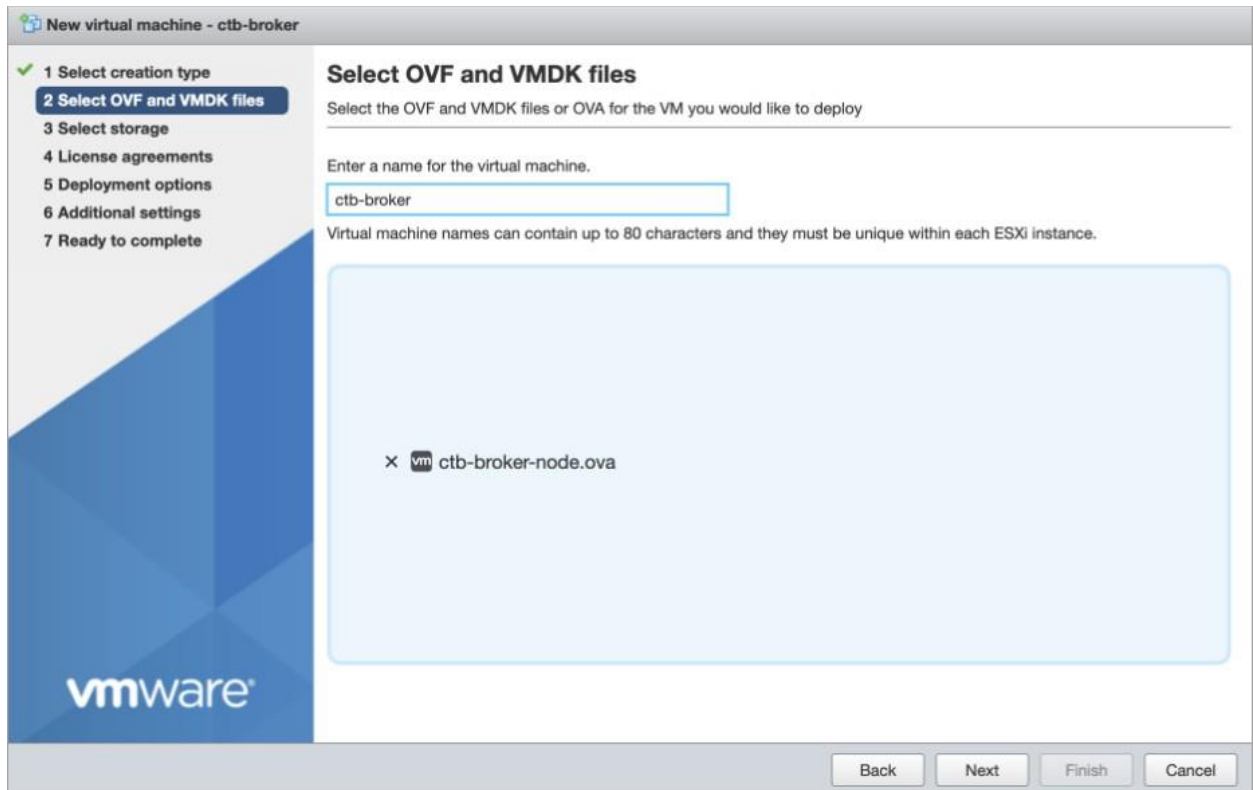 New virtual machine - ctb-broker
1 Select creation type
2 Select OVF and VMDK files
3 Select storage
4 License agreements
5 Deployment options
6 Additional settings
7 Ready to complete
Select OVF and VMDK files
Select the OVF and VMDK files or OVA for the VM you would like to deploy
Enter a name for the virtual machine.
ctb-broker
Virtual machine names can contain up to 80 characters and they must be unique within each ESXi instance.
vm ctb-broker-node.ova
vmware®
Back Next Finish Cancel